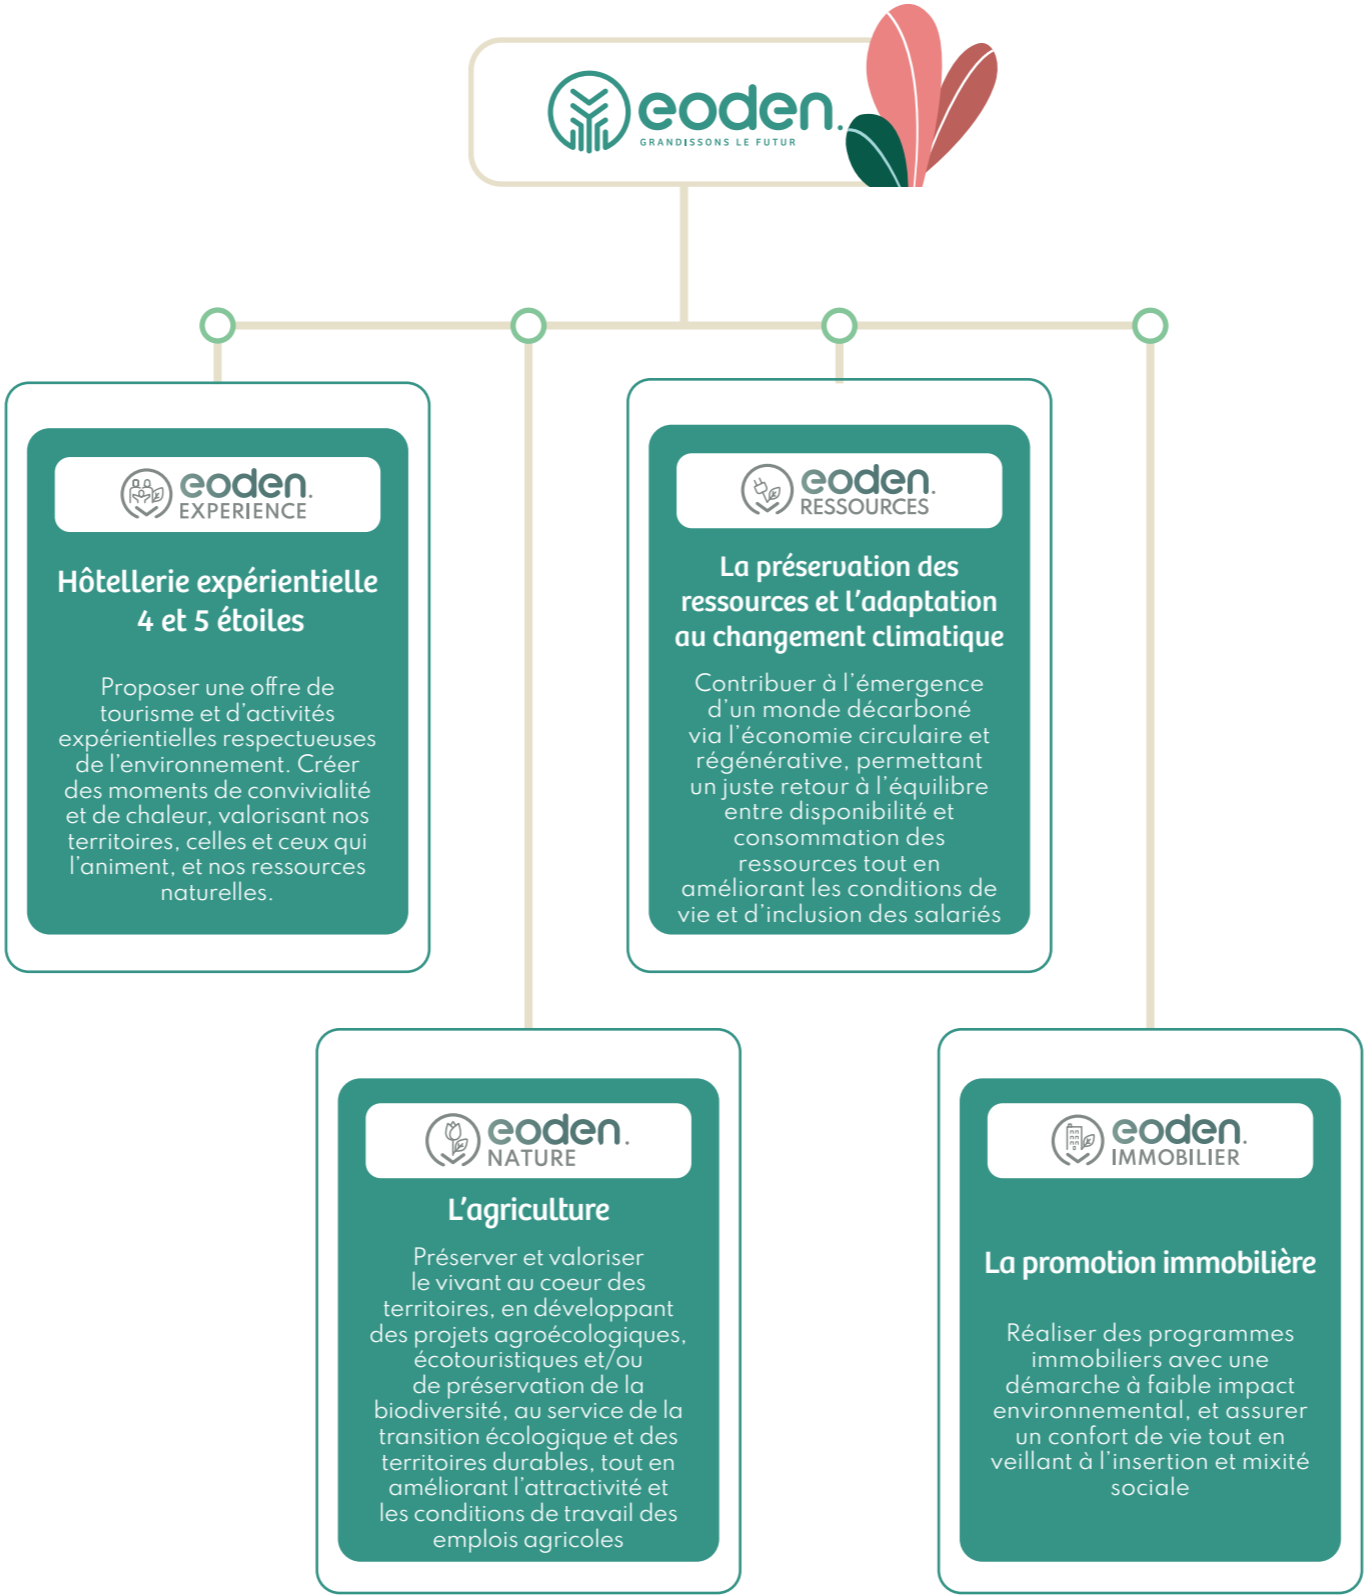 eoden.
GRANDISSONS LE FUTUR
eoden.
EXPERIENCE
Hôtellerie expérientielle
4 et 5 étoiles
Proposer une offre de
tourisme et d’activités
expérientielles respectueuses
de l’environnement. Créer
des moments de convivialité
et de chaleur, valorisant nos
territoires, celles et ceux qui
l’animent, et nos ressources
naturelles.
eoden.
RESSOURCES
La préservation des
ressources et l’adaptation
au changement climatique
Contribuer à l’émergence
d’un monde décarboné
via l’économie circulaire et
régénérative, permettant
un juste retour à l’équilibre
entre disponibilité et
consommation des
ressources tout en
améliorant les conditions de
vie et d’inclusion des salariés
eoden.
NATURE
L’agriculture
Préserver et valoriser
le vivant au coeur des
territoires, en développant
des projets agroécologiques,
écotouristiques et/ou
de préservation de la
biodiversité, au service de la
transition écologique et des
territoires durables, tout en
améliorant l’attractivité et
les conditions de travail des
emplois agricoles
eoden.
IMMOBILIER
La promotion immobilière
Réaliser des programmes
immobiliers avec une
démarche à faible impact
environnemental, et assurer
un confort de vie tout en
veillant à l’insertion et mixité
sociale